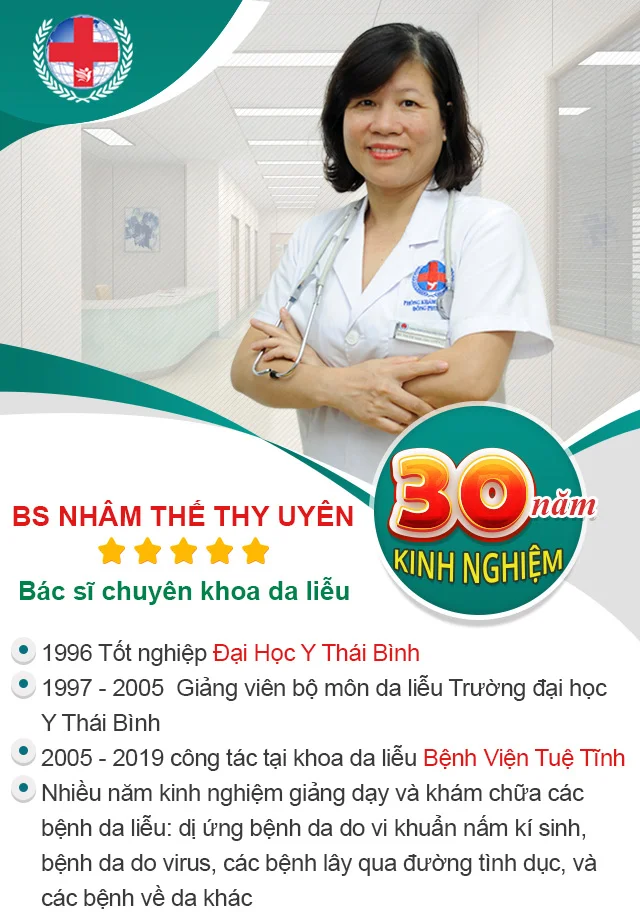 PHÒNG KHÁM
30 năm
KINH NGHIỆM
BS NHÂM THẾ THY UYÊN
Bác sĩ chuyên khoa da liễu
1996 Tốt nghiệp Đại Học Y Thái Bình
1997 - 2005 Giảng viên bộ môn da liễu Trường đại học
Y Thái Bình
2005 - 2019 công tác tại khoa da liễu Bệnh Viện Tuệ Tĩnh
Nhiều năm kinh nghiệm giảng dạy và khám chữa các
bệnh da liễu: dị ứng bệnh da do vi khuẩn nấm kí sinh,
bệnh da do virus, các bệnh lây qua đường tình dục, và
các bệnh về da khác